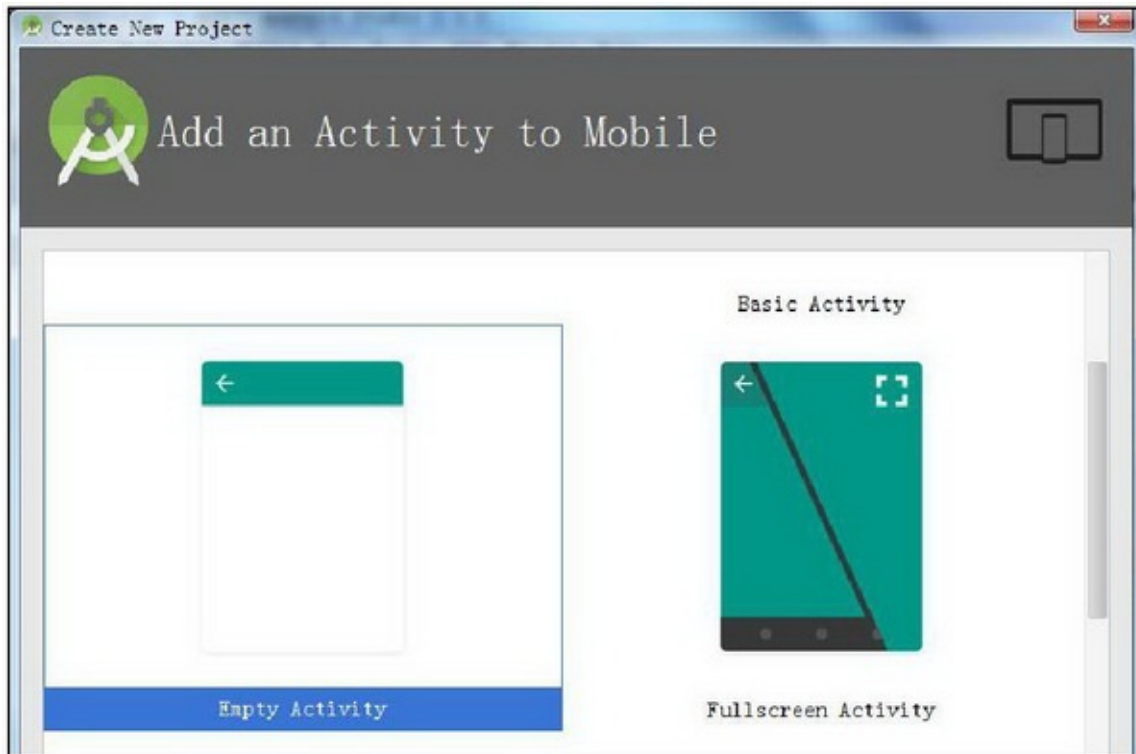 Create New Project
Add an Activity to Mobile
Basic Activity
Empty Activity
Fullscreen Activity